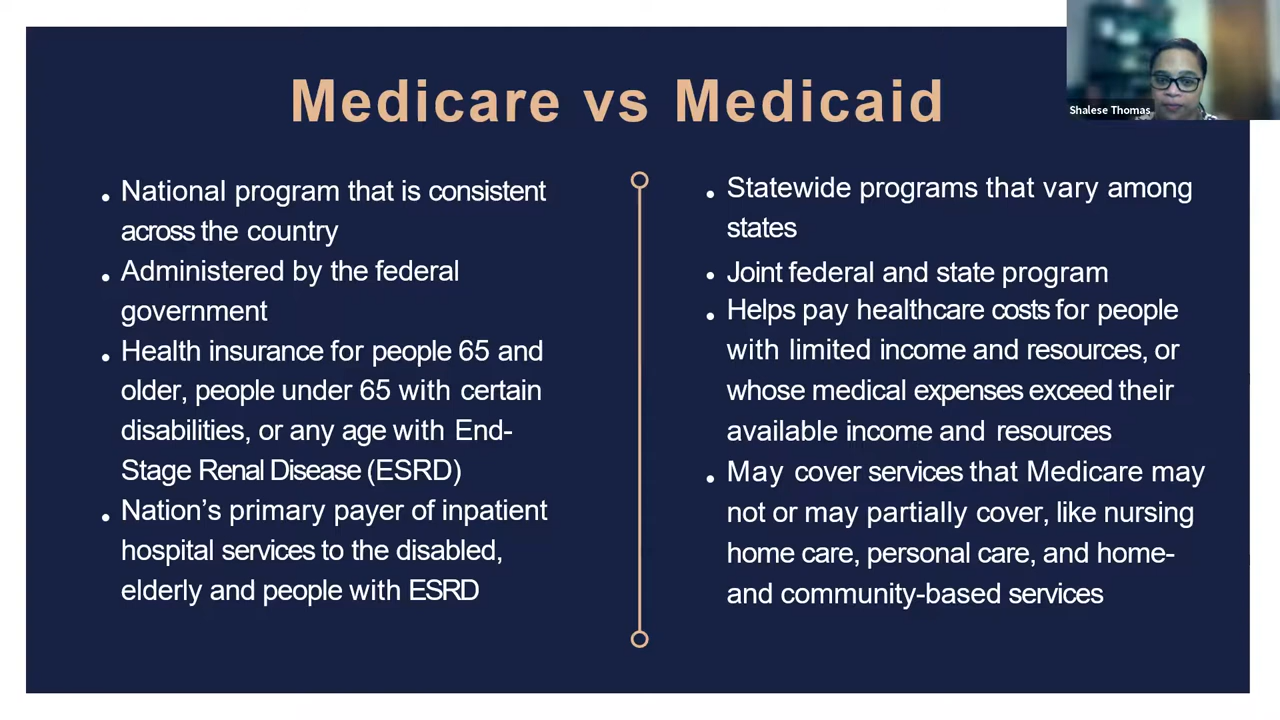 Medicare vs Medicaid
Shalese Thomas
• National program that is consistent
across the country
• Administered by the federal
government
• Health insurance for people 65 and
older, people under 65 with certain
disabilities, or any age with End-
Stage Renal Disease (ESRD)
• Nation’s primary payer of inpatient
hospital services to the disabled,
elderly and people with ESRD
• Statewide programs that vary among
states
• Joint federal and state program
• Helps pay healthcare costs for people
with limited income and resources, or
whose medical expenses exceed their
available income and resources
• May cover services that Medicare may
not or may partially cover, like nursing
home care, personal care, and home-
and community-based services